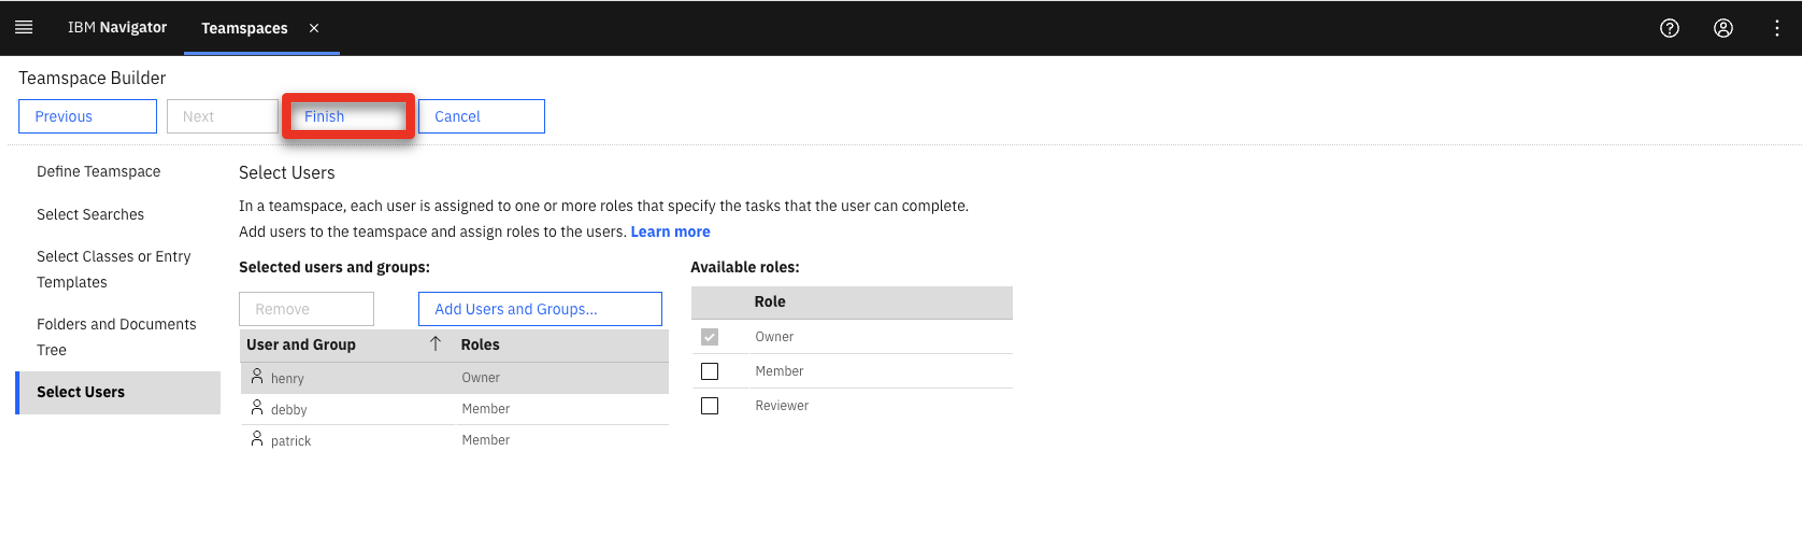 IBM Navigator Teamspaces
Teamspace Builder
Previous Next Finish Cancel
Define Teamspace
Select Searches
Select Classes or Entry
Templates
Folders and Documents
Tree
Select Users
Select Users
In a teamspace, each user is assigned to one or more roles that specify the tasks that the user can complete.
Add users to the teamspace and assign roles to the users. Learn more
Selected users and groups:
Remove Add Users and Groups...
User and Group Roles
henry Owner
debby Member
patrick Member
Available roles:
Role
Owner
Member
Reviewer